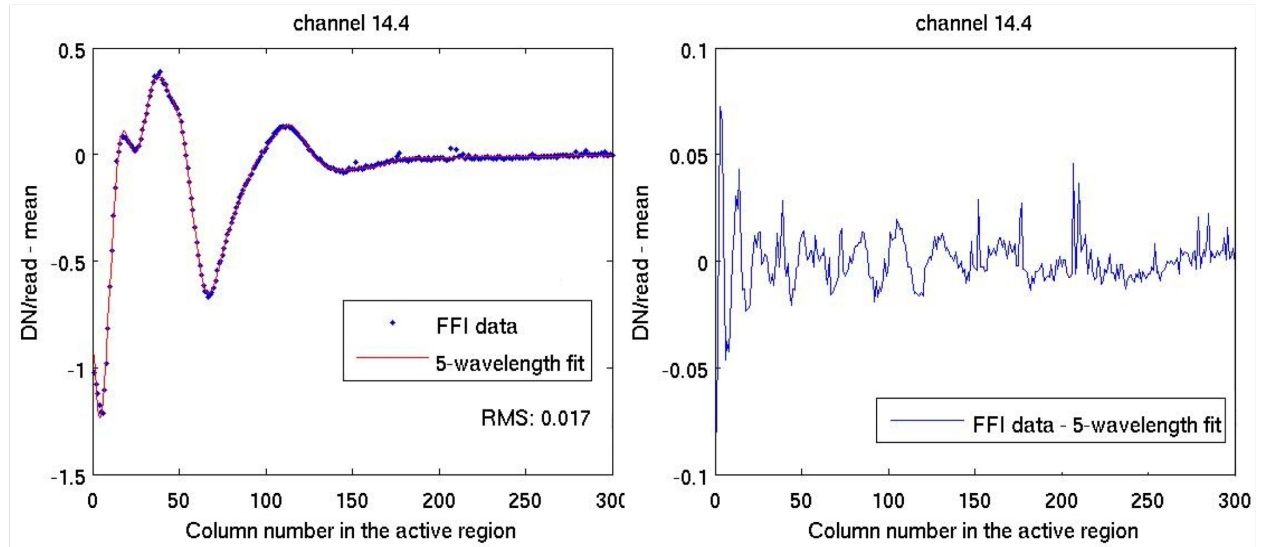 channel 14.4
0.5
0
-0.5
-1
-1.5
DN/read - mean
FFI data
5-wavelength fit
RMS: 0.017
0 50 100 150 200 250 300
Column number in the active region
channel 14.4
0.1
0.05
0
-0.05
-0.1
DN/read - mean
FFI data - 5-wavelength fit
0 50 100 150 200 250 300
Column number in the active region